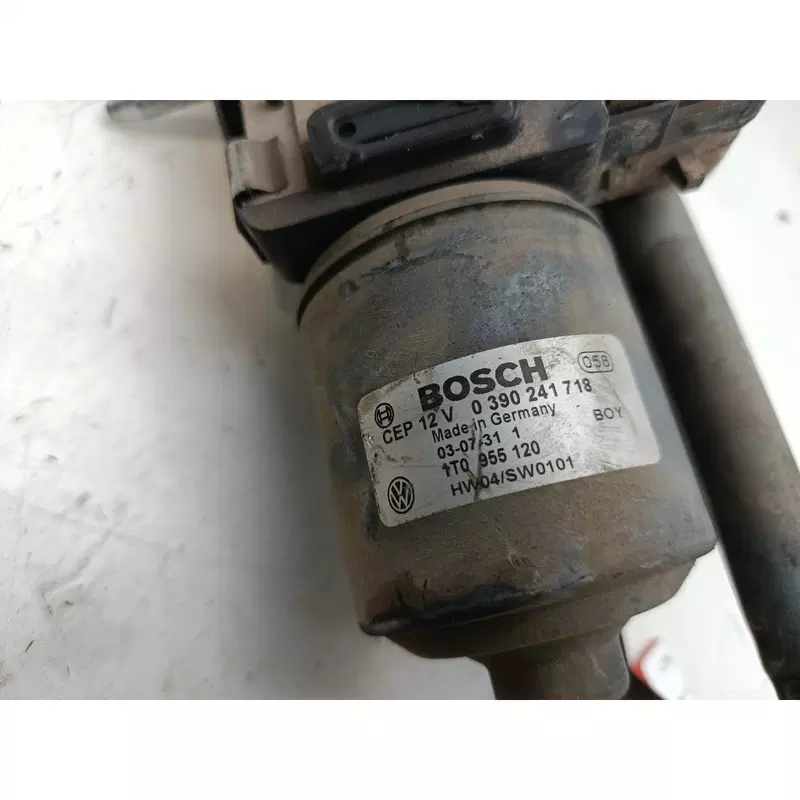 BOSCH 058
CEP 12 V 0 390 241 718
Made in Germany BOY
03-07-31 1
1T0 955 120
HW04/SW0101